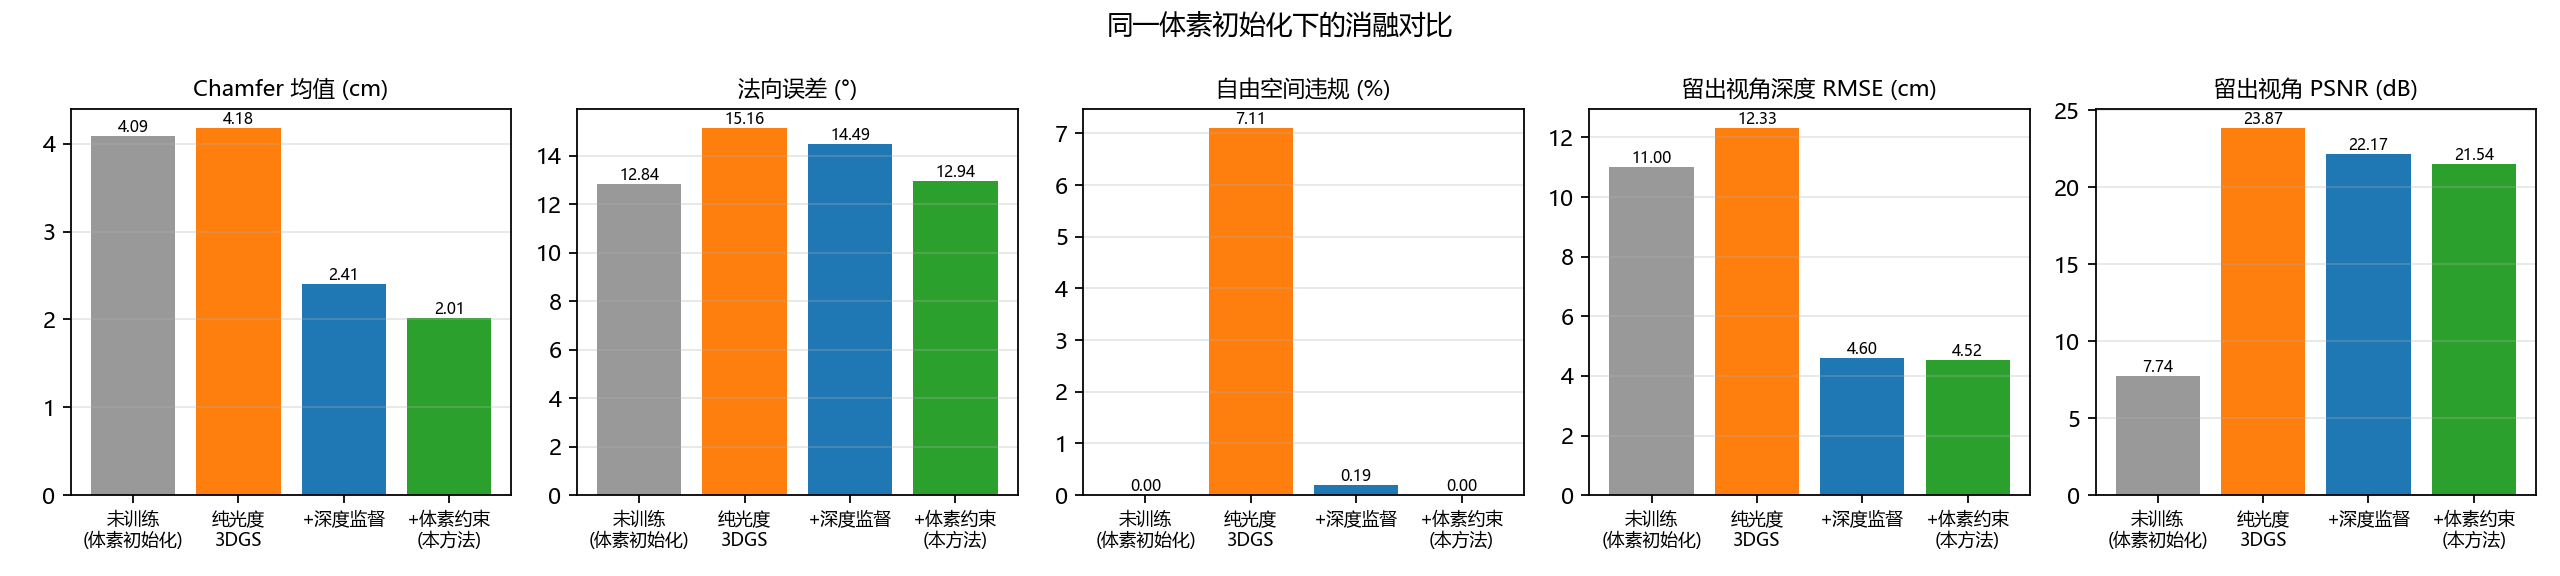 同一体素初始化下的消融对比
Chamfer 均值 (cm)
4
3
2
1
0
4.09
4.18
2.41
2.01
未训练
(体素初始化)
纯光度
3DGS
+深度监督
+体素约束
(本方法)
法向误差 (°)
14
12
10
8
6
4
2
0
12.84
15.16
14.49
12.94
未训练
(体素初始化)
纯光度
3DGS
+深度监督
+体素约束
(本方法)
自由空间违规 (%)
7
6
5
4
3
2
1
0
0.00
7.11
0.19
0.00
未训练
(体素初始化)
纯光度
3DGS
+深度监督
+体素约束
(本方法)
留出视角深度 RMSE (cm)
12
10
8
6
4
2
0
11.00
12.33
4.60
4.52
未训练
(体素初始化)
纯光度
3DGS
+深度监督
+体素约束
(本方法)
留出视角 PSNR (dB)
25
20
15
10
5
0
7.74
23.87
22.17
21.54
未训练
(体素初始化)
纯光度
3DGS
+深度监督
+体素约束
(本方法)